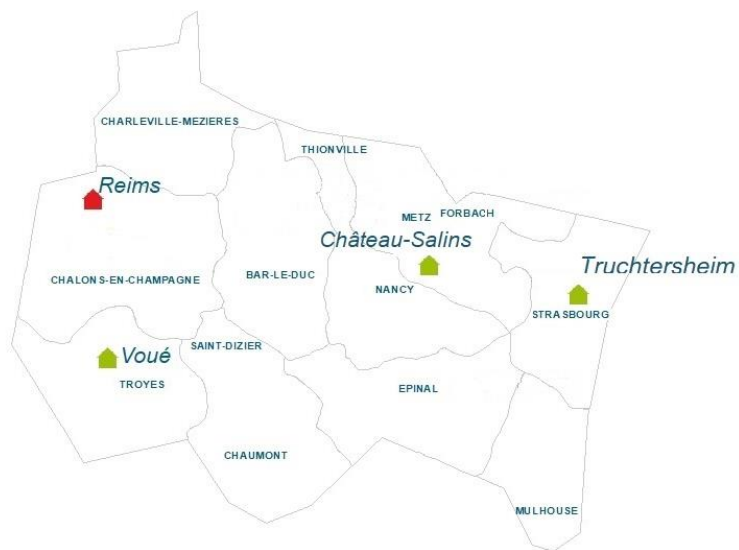 CHARLEVILLE-MEZIERES
THIONVILLE
Reims
METZ
FORBACH
Château-Salins
Truchtersheim
CHALONS-EN-CHAMPAGNE
BAR-LE-DUC
NANCY
STRASBOURG
SAINT-DIZIER
Voué
TROYES
EPINAL
CHAUMONT
MULHOUSE